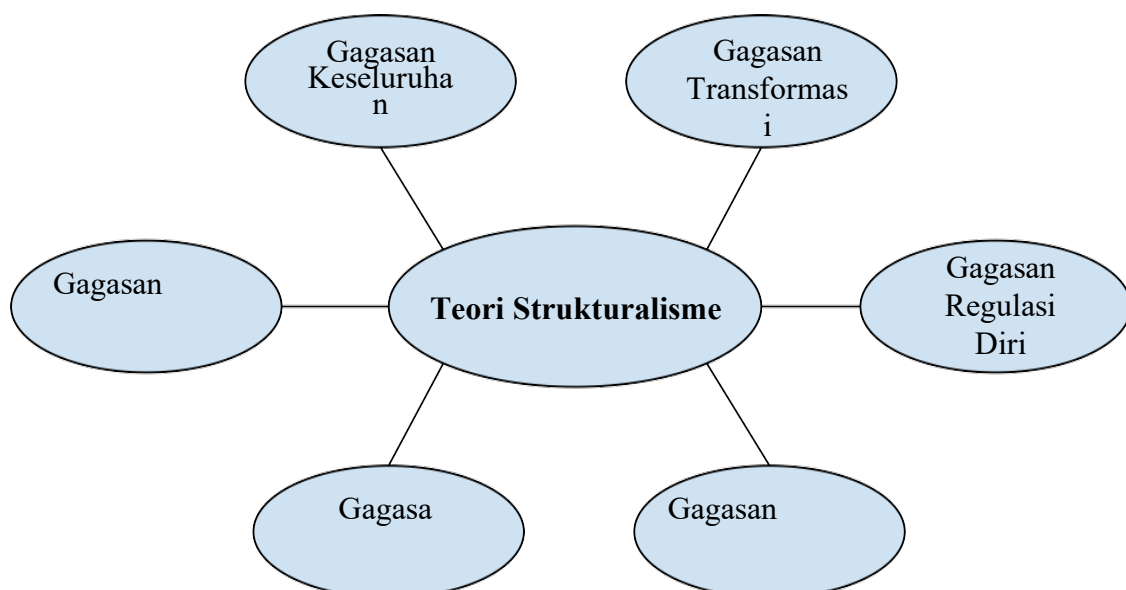 Gagasan
Keseluruha
n
Gagasan
Transformas
i
Gagasan
Teori Strukturalisme
Gagasan
Regulasi
Diri
Gagasa
Gagasan